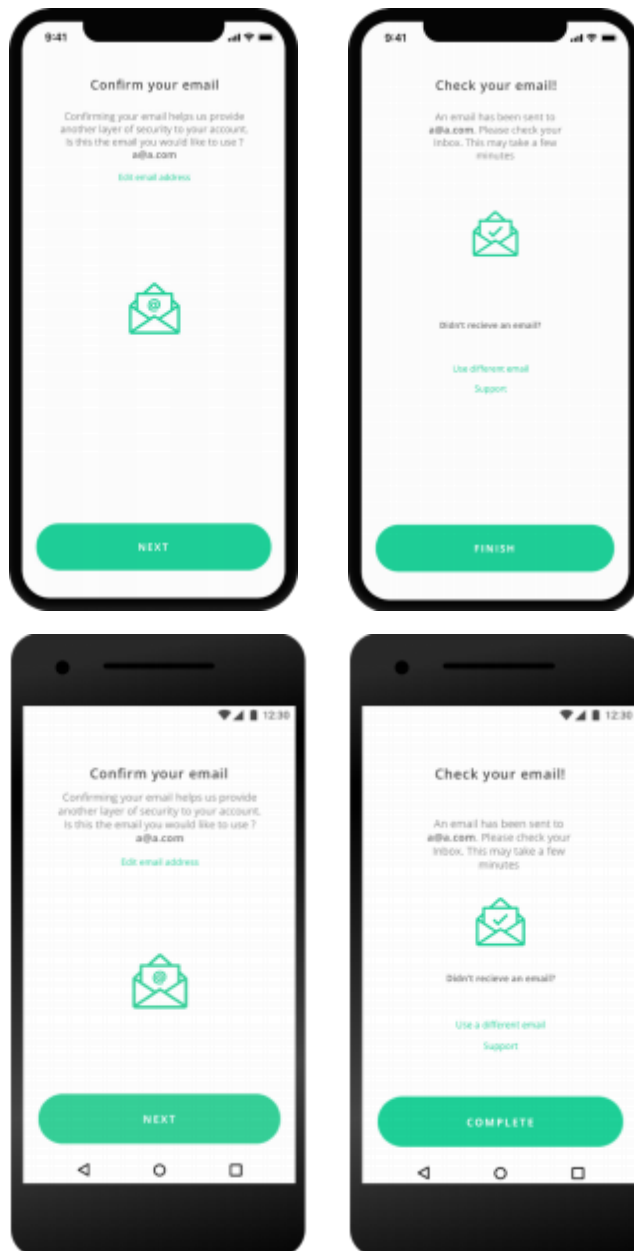 9:41
Confirm your email
Confirming your email helps us provide
another layer of security to your account.
Is this the email you would like to use ?
a@a.com
Edit email address
@
NEXT
9:41
Check your email!
An email has been sent to
a@a.com. Please check your
Inbox. This may take a few
minutes
Didn't recieve an email?
Use different email
Support
FINISH
12:30
Confirm your email
Confirming your email helps us provide
another layer of security to your account.
Is this the email you would like to use ?
a@a.com
Edit email address
@
NEXT
12:30
Check your email!
An email has been sent to
a@a.com. Please check your
Inbox. This may take a few
minutes
Didn't recieve an email?
Use a different email
Support
COMPLETE